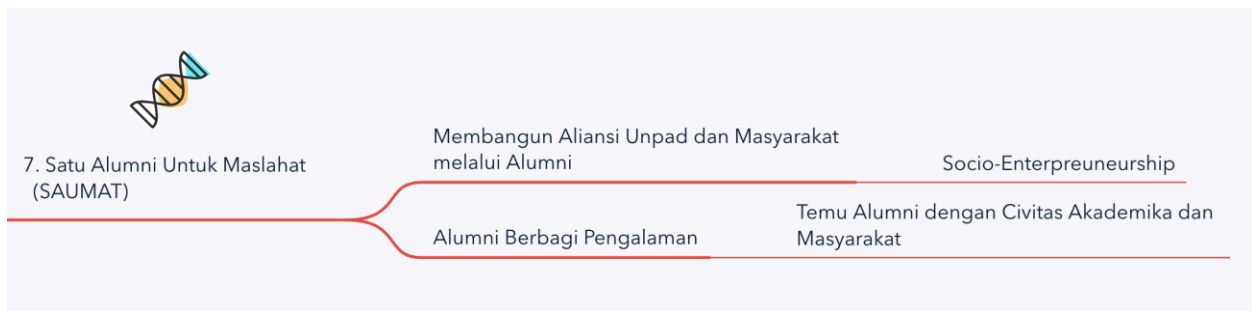 7. Satu Alumni Untuk Maslahat
(SAUMAT)
Membangun Aliansi Unpad dan Masyarakat
melalui Alumni
Socio-Enterpreuneurship
Alumni Berbagi Pengalaman
Temu Alumni dengan Civitas Akademika dan
Masyarakat